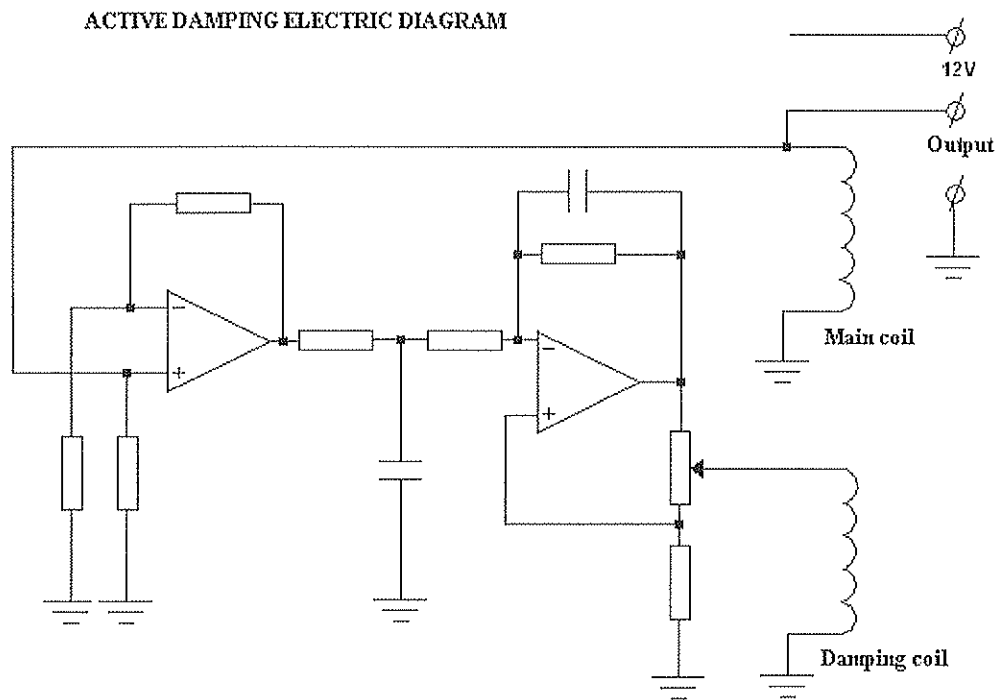 ACTIVE DAMPING ELECTRIC DIAGRAM
12V
Output
Main coil
− 
+
−
+
Damping coil